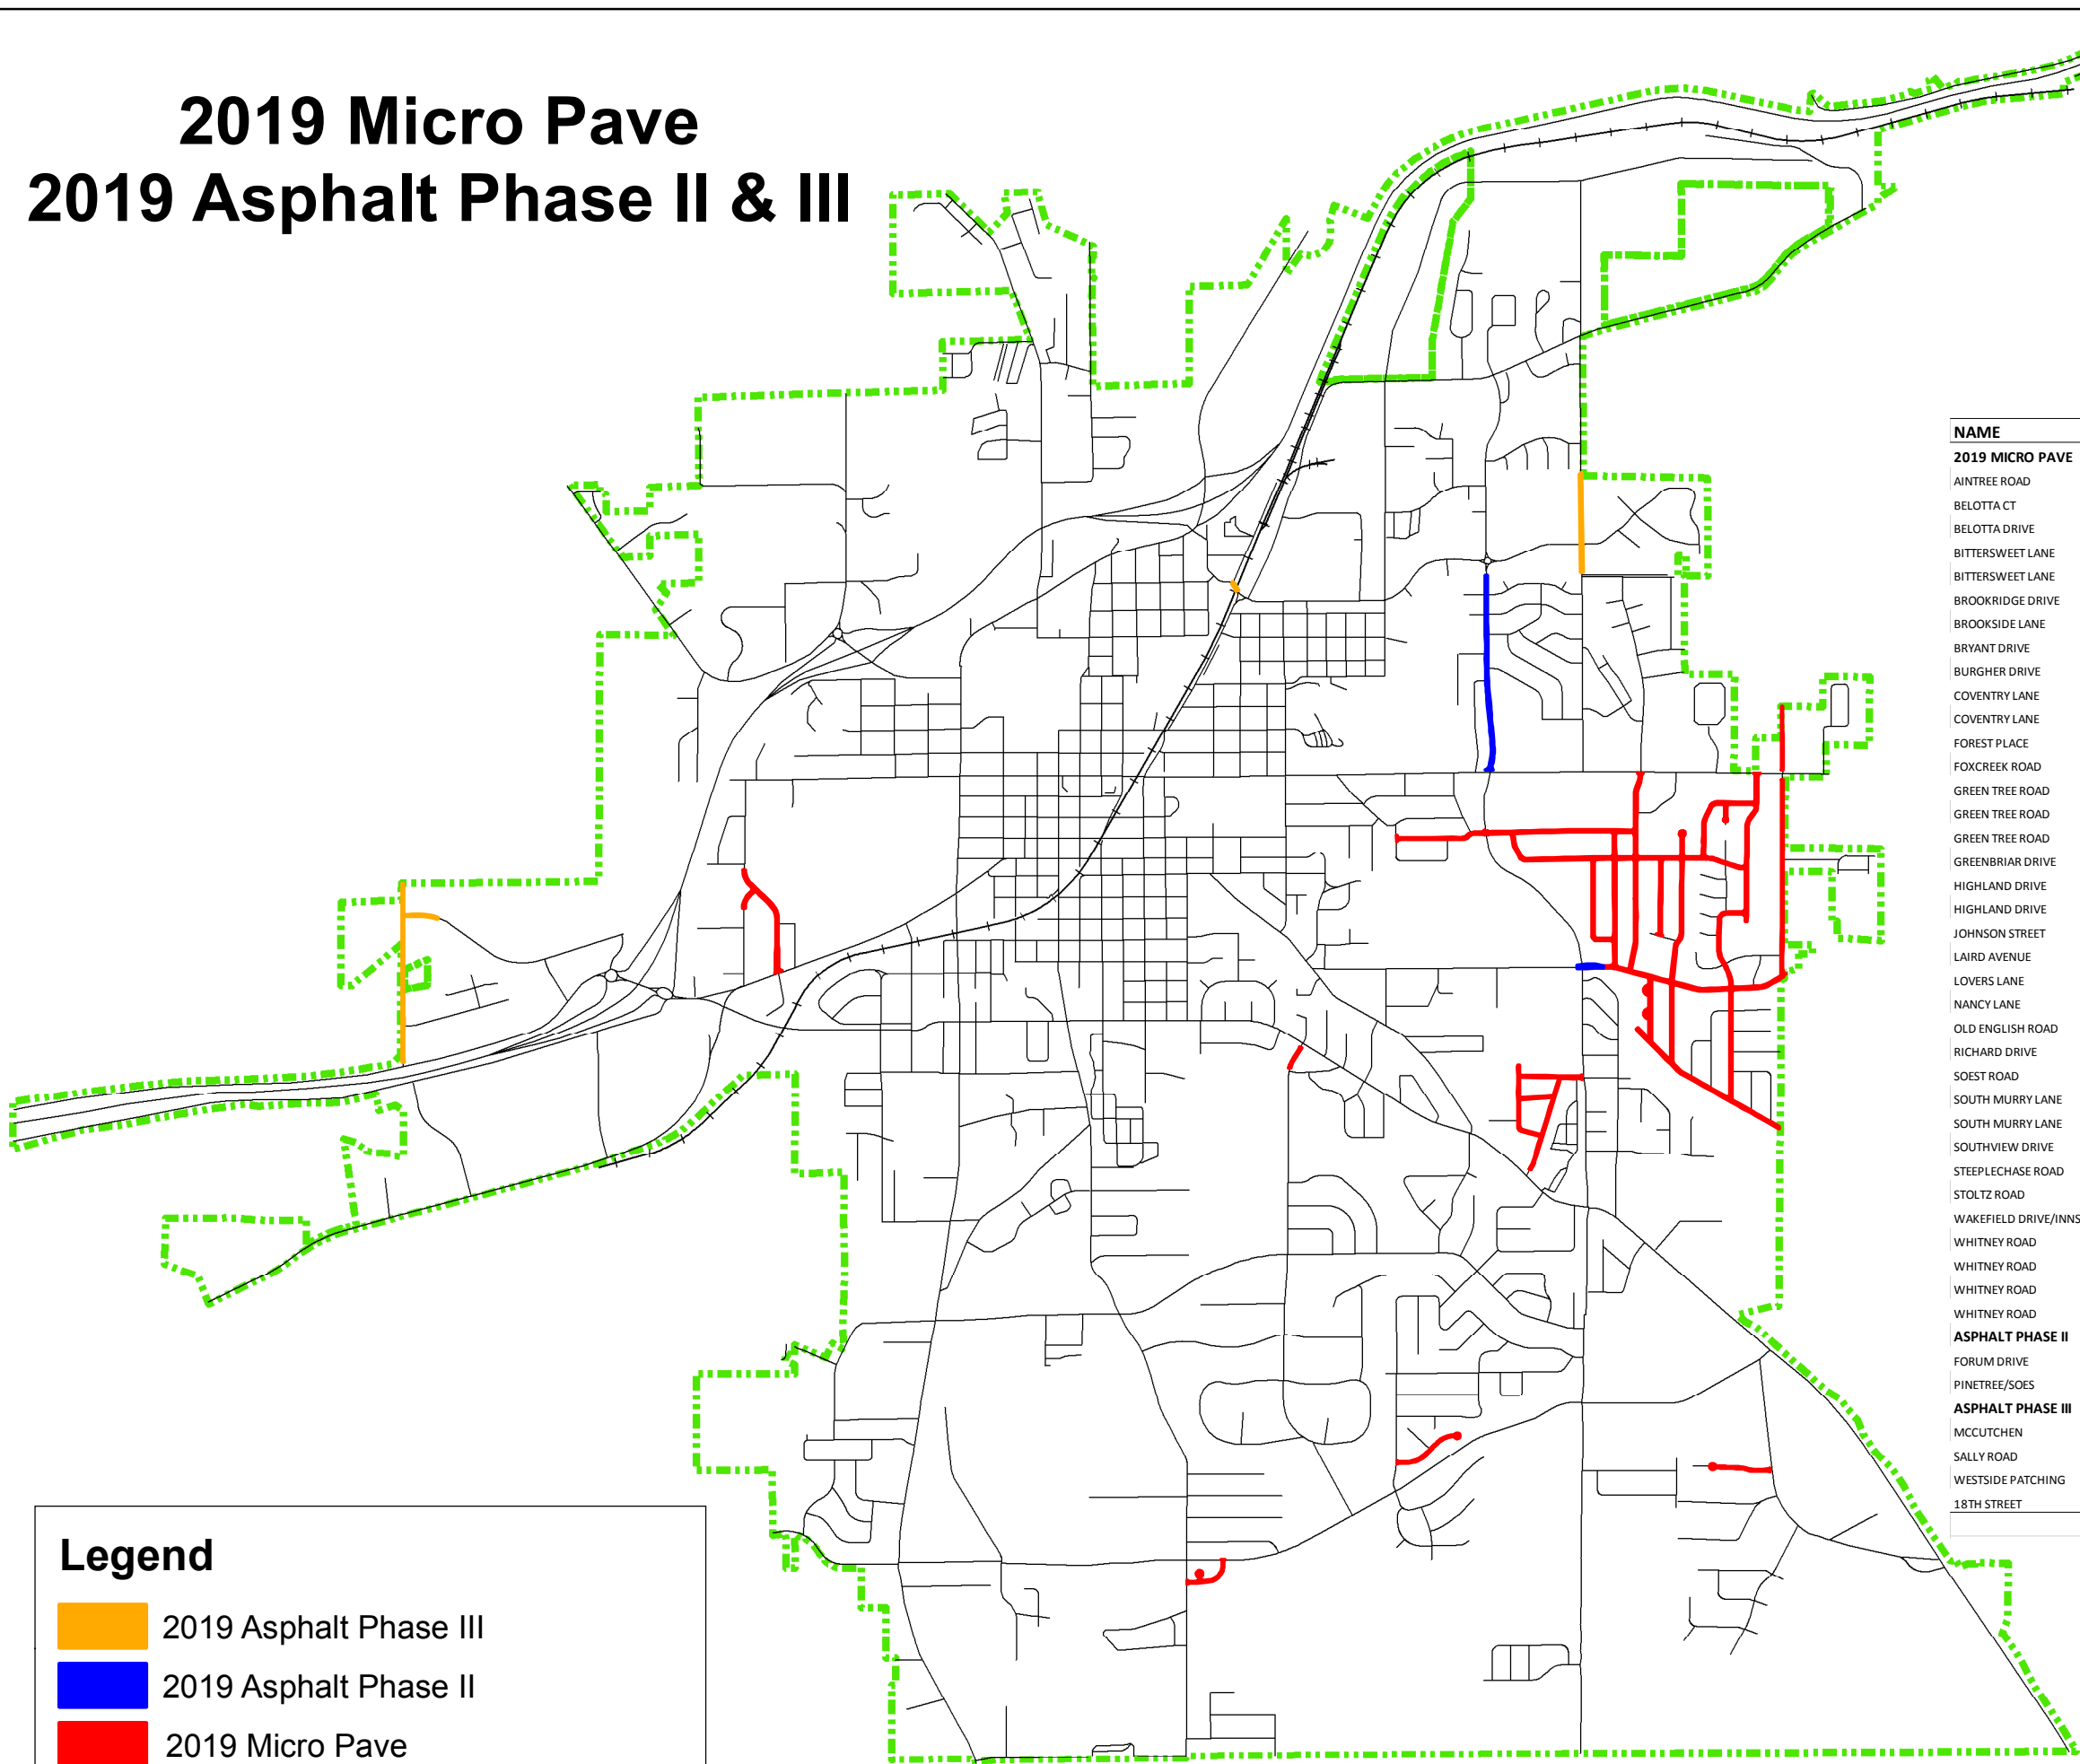 2019 Micro Pave
2019 Asphalt Phase II & III
NAME
2019 MICRO PAVE
AINTREE ROAD
BELOTTA CT
BELOTTA DRIVE
BITTERSWEET LANE
BITTERSWEET LANE
BROOKRIDGE DRIVE
BROOKSIDE LANE
BRYANT DRIVE
BURGHER DRIVE
COVENTRY LANE
COVENTRY LANE
FOREST PLACE
FOXCREEK ROAD
GREEN TREE ROAD
GREEN TREE ROAD
GREEN TREE ROAD
GREENBRIAR DRIVE
HIGHLAND DRIVE
HIGHLAND DRIVE
JOHNSON STREET
LAIRD AVENUE
LOVERS LANE
NANCY LANE
OLD ENGLISH ROAD
RICHARD DRIVE
SOEST ROAD
SOUTH MURRY LANE
SOUTH MURRY LANE
SOUTHVIEW DRIVE
STEEPLECHASE ROAD
STOLTZ ROAD
WAKEFIELD DRIVE/INNS
WHITNEY ROAD
WHITNEY ROAD
WHITNEY ROAD
WHITNEY ROAD
ASPHALT PHASE II
FORUM DRIVE
PINETREE/SOES
ASPHALT PHASE III
MCCUTCHEN
SALLY ROAD
WESTSIDE PATCHING
18TH STREET
Legend
2019 Asphalt Phase III
2019 Asphalt Phase II
2019 Micro Pave